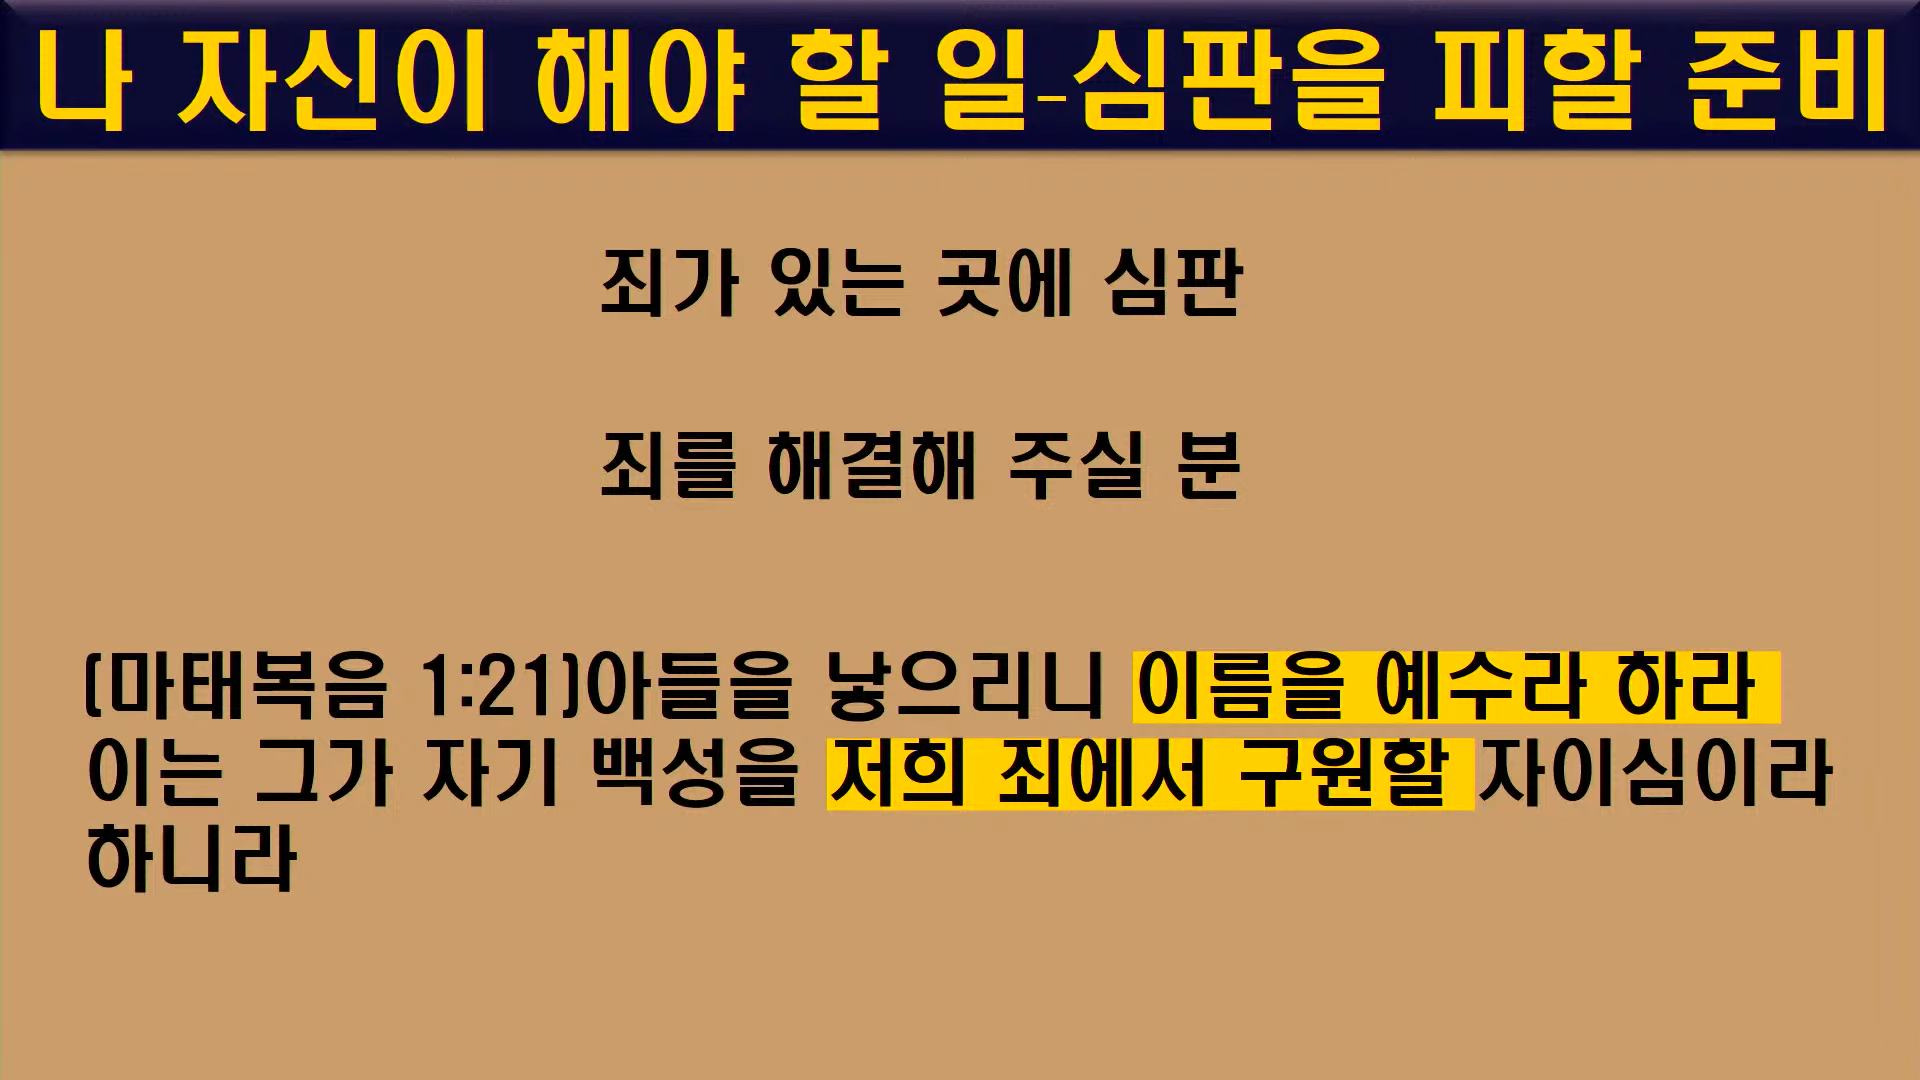 나 자신이 해야 할 일-심판을 피할 준비
죄가 있는 곳에 심판
죄를 해결해 주실 분
(마태복음 1:21)아들을 낳으리니 이름을 예수라 하라
이는 그가 자기 백성을 저희 죄에서 구원할 자이심이라
하니라